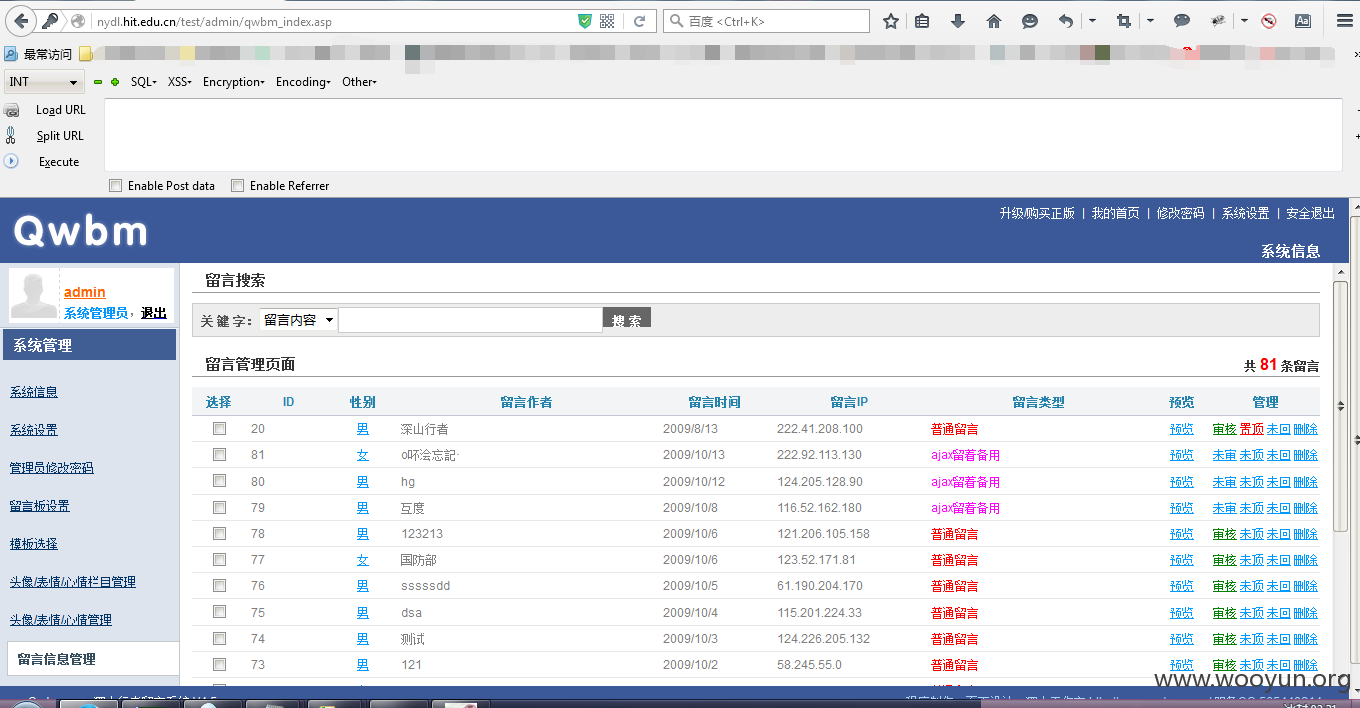 nydl.hit.edu.cn/test/admin/qwbm_index.asp 百度 <Ctrl+K>
最常访问
INT SQL- XSS- Encryption- Encoding- Other-
Load URL
Split URL
Execute
Enable Post data Enable Referrer
Qwbm
升级/购买正版 | 我的首页 | 修改密码 | 系统设置 | 安全退出
系统信息
admin
系统管理员，退出
系统管理
系统信息
系统设置
管理员修改密码
留言板设置
模板选择
头像/表情/心情栏目管理
头像/表情/心情管理
留言信息管理
留言搜索
关 键 字： 留言内容 搜 索
留言管理页面 共 81 条留言
选择 ID 性别 留言作者 留言时间 留言IP 留言类型 预览 管理
20 男 深山行者 2009/8/13 222.41.208.100 普通留言 预览 审核 置顶 未回 删除
81 女 o吥浍忘記· 2009/10/13 222.92.113.130 ajax留着备用 预览 未审 未顶 未回 删除
80 男 hg 2009/10/12 124.205.128.90 ajax留着备用 预览 未审 未顶 未回 删除
79 男 互度 2009/10/8 116.52.162.180 ajax留着备用 预览 未审 未顶 未回 删除
78 男 123213 2009/10/6 121.206.105.158 普通留言 预览 审核 未顶 未回 删除
77 女 国防部 2009/10/6 123.52.171.81 普通留言 预览 审核 未顶 未回 删除
76 男 sssssdd 2009/10/5 61.190.204.170 普通留言 预览 审核 未顶 未回 删除
75 男 dsa 2009/10/4 115.201.224.33 普通留言 预览 审核 未顶 未回 删除
74 男 测试 2009/10/3 124.226.205.132 普通留言 预览 审核 未顶 未回 删除
73 男 121 2009/10/2 58.245.55.0 普通留言 预览 审核 未顶 未回 删除
www.wooyun.org